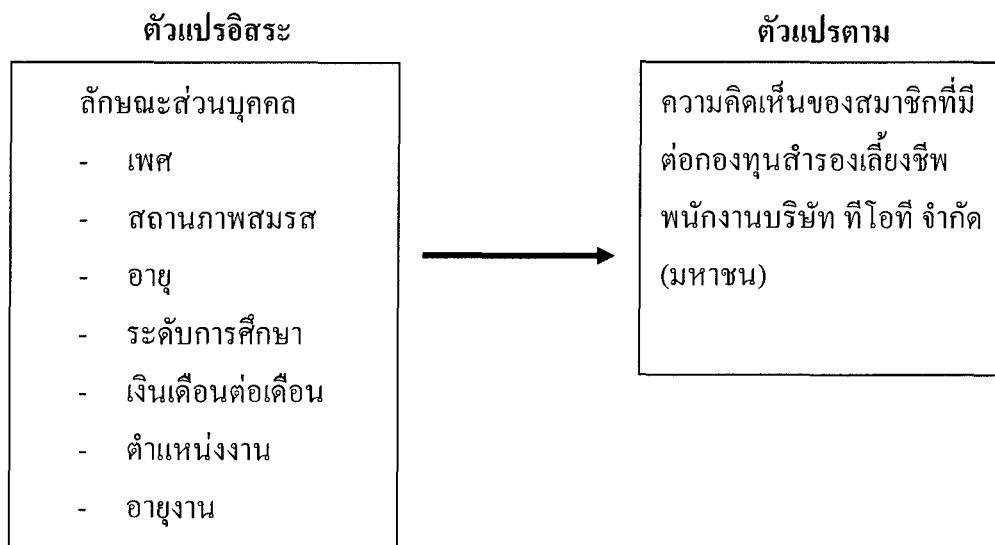 ตัวแปรอิสระ
ลักษณะส่วนบุคคล
- เพศ
- สถานภาพสมรส
- อายุ
- ระดับการศึกษา
- เงินเดือนต่อเดือน
- ตำแหน่งงาน
- อายุงาน
ตัวแปรตาม
ความคิดเห็นของสมาชิกที่มี
ต่อกองทุนสำรองเลี้ยงชีพ
พนักงานบริษัท ทีโอที จำกัด
(มหาชน)